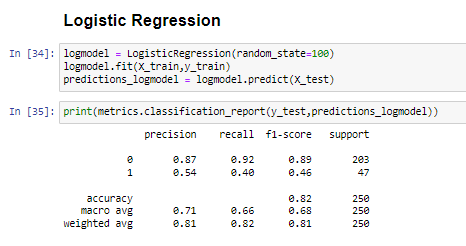 Logistic Regression
In [34]: logmodel = LogisticRegression(random_state=100)
logmodel.fit(X_train,y_train)
predictions_logmodel = logmodel.predict(X_test)
In [35]: print(metrics.classification_report(y_test,predictions_logmodel))
precision recall f1-score support
0 0.87 0.92 0.89 203
1 0.54 0.40 0.46 47
accuracy 0.82 250
macro avg 0.71 0.66 0.68 250
weighted avg 0.81 0.82 0.81 250